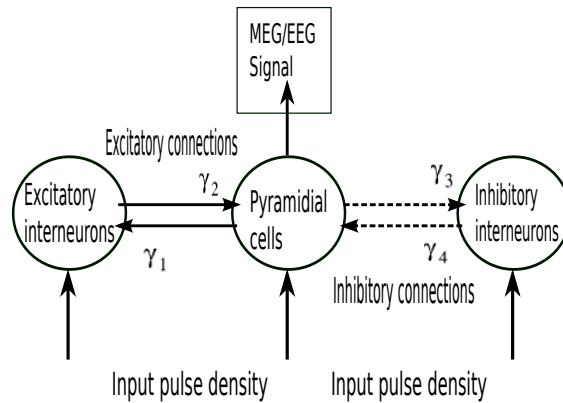 MEG/EEG
Signal
Excitatory connections
Excitatory
interneurons
γ2
γ1
Pyramidial
cells
γ3
γ4
Inhibitory
interneurons
Inhibitory connections
Input pulse density
Input pulse density